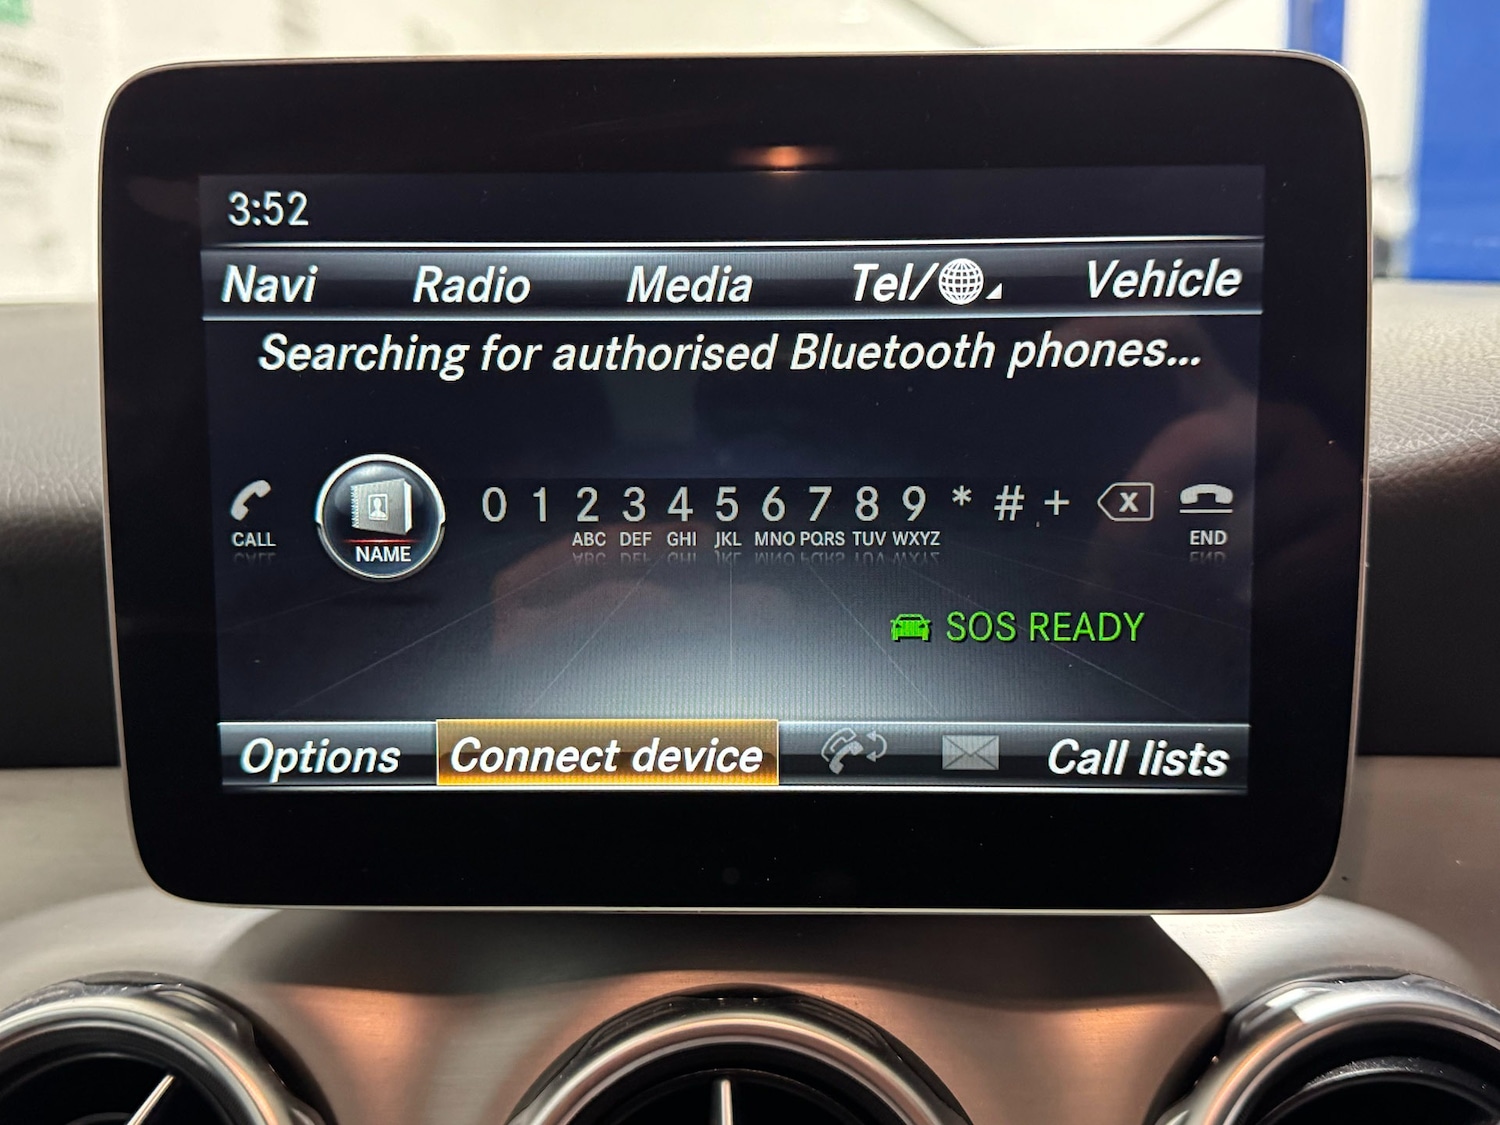 3:52
Navi Radio Media Tel/ Vehicle
Searching for authorised Bluetooth phones...
0 1 2 3 4 5 6 7 8 9 * # + X
CALL NAME ABC DEF GHI JKL MNO PQRS TUV WXYZ END
SOS READY
Options Connect device Call lists